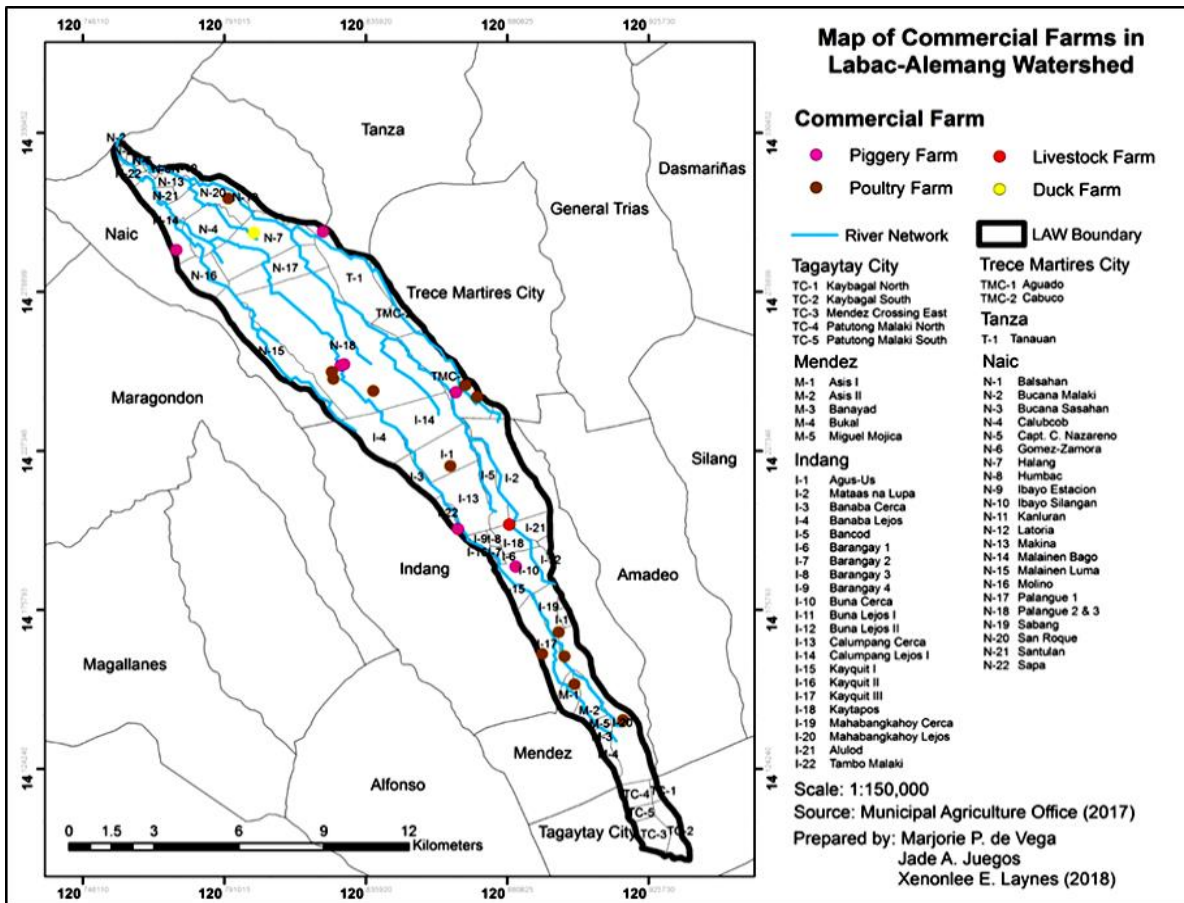 Map of Commercial Farms in
Labac-Alemang Watershed
Commercial Farm
Piggery Farm
Livestock Farm
Poultry Farm
Duck Farm
River Network
LAW Boundary
Tagaytay City
TC-1 Kaybagal North
TC-2 Kaybagal South
TC-3 Mendez Crossing East
TC-4 Patutong Malaki North
TC-5 Patutong Malaki South
Mendez
M-1 Asis I
M-2 Asis II
M-3 Banayad
M-4 Bukal
M-5 Miguel Mojica
Indang
I-1 Agus-Us
I-2 Mataas na Lupa
I-3 Banaba Cerca
I-4 Banaba Lejos
I-5 Bancod
I-6 Barangay 1
I-7 Barangay 2
I-8 Barangay 3
I-9 Barangay 4
I-10 Buna Cerca
I-11 Buna Lejos I
I-12 Buna Lejos II
I-13 Calumpang Cerca
I-14 Calumpang Lejos I
I-15 Kayquit I
I-16 Kayquit II
I-17 Kayquit III
I-18 Kaytapos
I-19 Mahabangkahoy Cerca
I-20 Mahabangkahoy Lejos
I-21 Alulod
I-22 Tambo Malaki
Trece Martires City
TMC-1 Aguado
TMC-2 Cabuco
Tanza
T-1 Tanauan
Naic
N-1 Balsahan
N-2 Bucana Malaki
N-3 Bucana Sasahan
N-4 Calubcob
N-5 Capt. C. Nazareno
N-6 Gomez-Zamora
N-7 Halang
N-8 Humbac
N-9 Ibayo Estacion
N-10 Ibayo Silangan
N-11 Kanluran
N-12 Latoria
N-13 Makina
N-14 Malainen Bago
N-15 Malainen Luma
N-16 Molino
N-17 Palangue 1
N-18 Palangue 2 & 3
N-19 Sabang
N-20 San Roque
N-21 Santulan
N-22 Sapa
Scale: 1:150,000
Source: Municipal Agriculture Office (2017)
Prepared by: Marjorie P. de Vega
Jade A. Juegos
Xenonlee E. Laynes (2018)
Tanza
Dasmariñas
General Trias
Naic
Trece Martires City
Maragondon
Silang
Indang
Amadeo
Magallanes
Mendez
Alfonso
Tagaytay City
N-22
N-13
N-21
N-20
N-14
N-4
N-7
N-16
N-17
T-1
N-15
N-18
I-14
I-4
I-1
I-3
I-5
I-2
I-13
I-21
I-9
I-8
I-18
I-6
I-10
I-19
I-17
M-1
M-2
M-5
I-20
M-3
M-4
TC-4
TC-1
TC-5
TC-3
TC-2
0 1.5 3 6 9 12
Kilometers